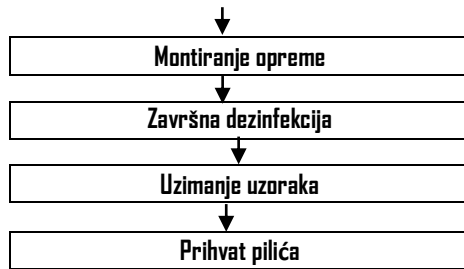 Montiranje opreme
Završna dezinfekcija
Uzimanje uzoraka
Prihvat pilića